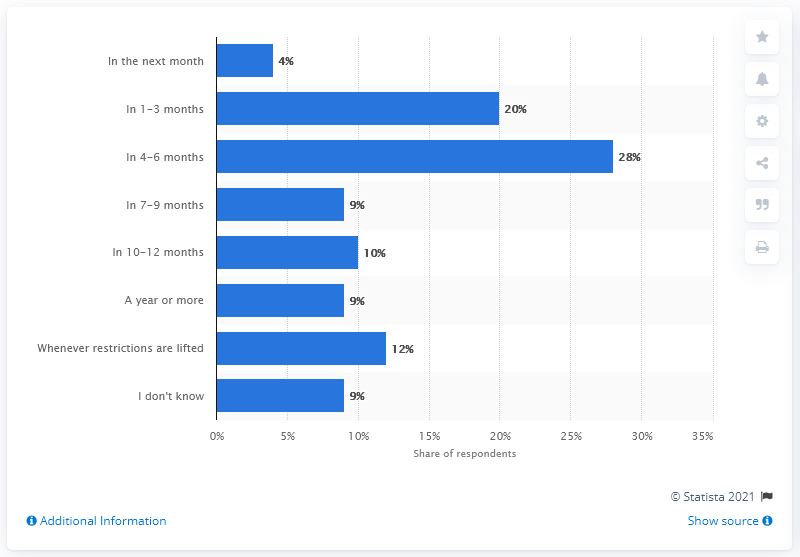 In the next month 4%
In 1-3 months 20%
In 4-6 months 28%
In 7-9 months 9%
In 10-12 months 10%
A year or more 9%
Whenever restrictions are lifted 12%
I don't know 9%
0% 5% 10% 15% 20% 25% 30% 35%
Share of respondents
© Statista 2021
Additional Information Show source